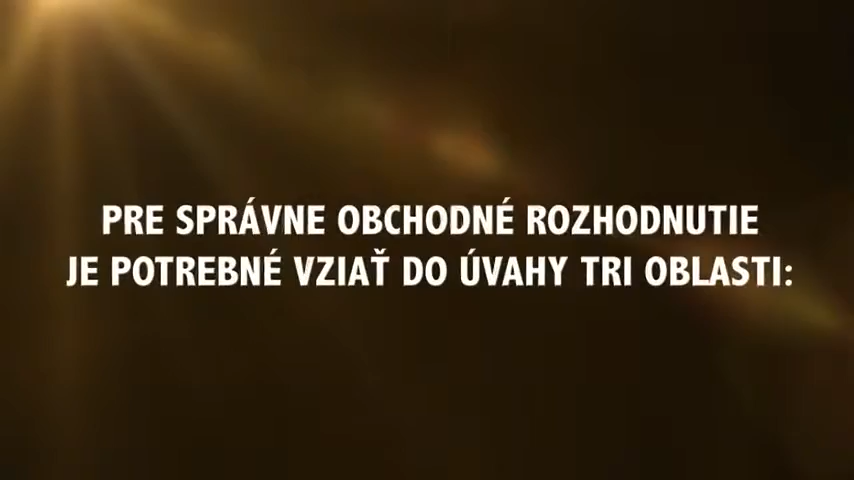 PRE SPRÁVNE OBCHODNÉ ROZHODNUTIE
JE POTREBNÉ VZIAŤ DO ÚVAHY TRI OBLASTI: